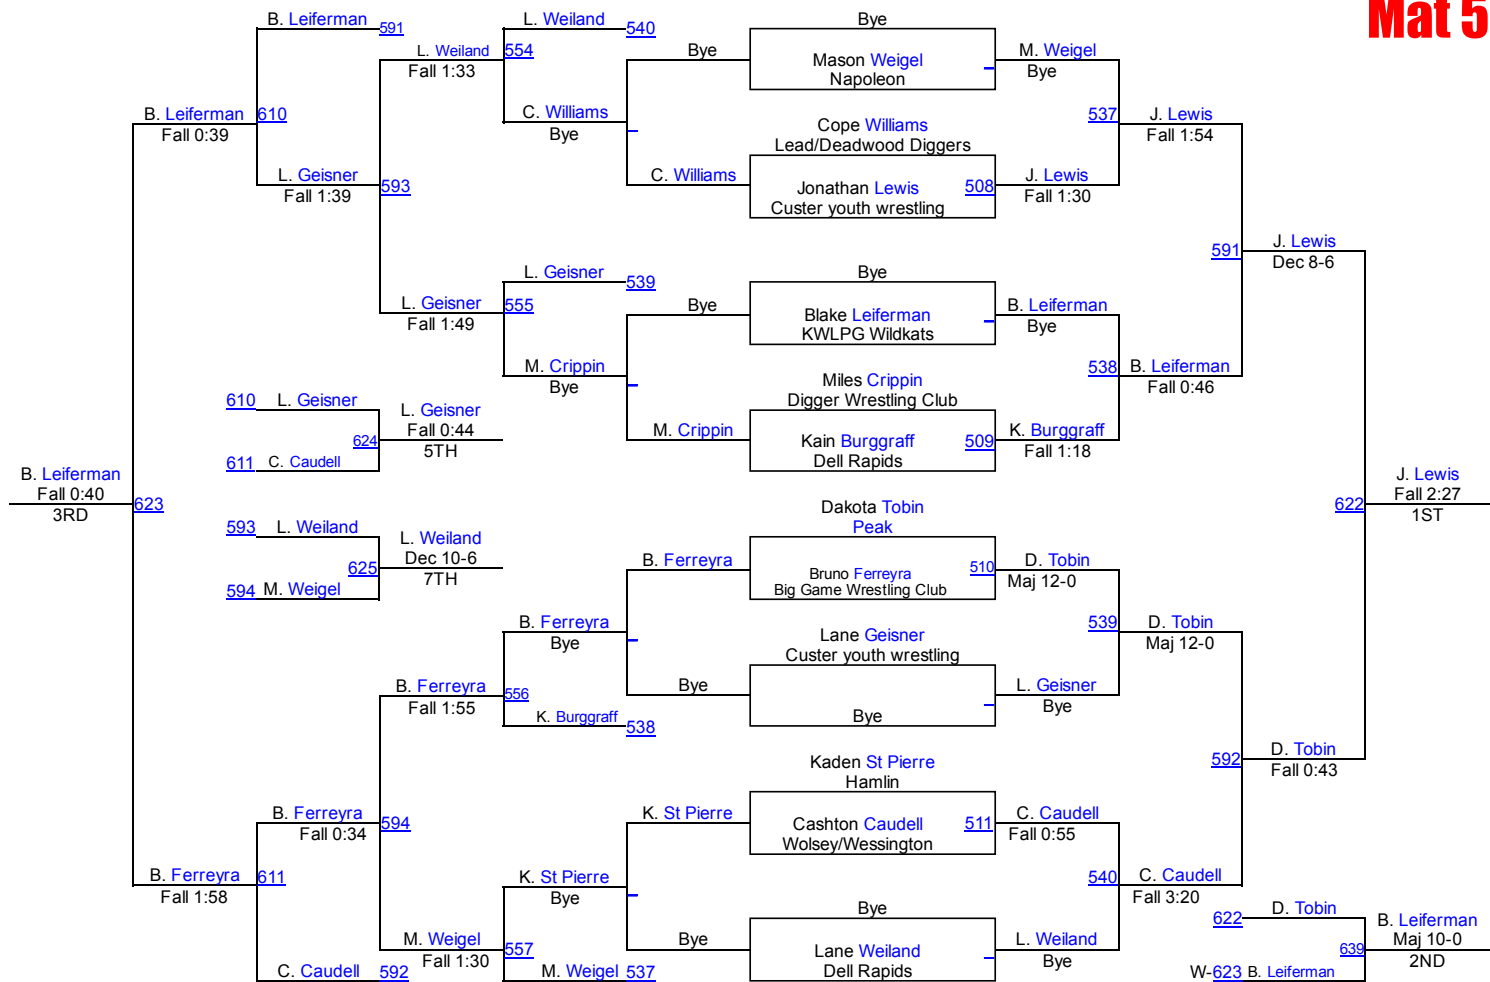 Mat 5
B. Leiferman
591
L. Weiland
540
Bye
L. Weiland
554
Fall 1:33
Bye
Mason Weigel
Napoleon
M. Weigel
Bye
B. Leiferman
610
Fall 0:39
C. Williams
Bye
Cope Williams
Lead/Deadwood Diggers
537
J. Lewis
Fall 1:54
L. Geisner
593
Fall 1:39
C. Williams
Jonathan Lewis
508
Custer youth wrestling
J. Lewis
Fall 1:30
591
J. Lewis
Dec 8-6
L. Geisner
539
Bye
L. Geisner
555
Fall 1:49
Bye
Blake Leiferman
KWLPG Wildkats
B. Leiferman
Bye
M. Crippin
Bye
Miles Crippin
Digger Wrestling Club
538
B. Leiferman
Fall 0:46
610
L. Geisner
L. Geisner
Fall 0:44
624
5TH
611
C. Caudell
M. Crippin
Kain Burggraff
509
Dell Rapids
K. Burggraff
Fall 1:18
B. Leiferman
Fall 0:40
623
3RD
J. Lewis
Fall 2:27
622
1ST
593
L. Weiland
L. Weiland
Dec 10-6
625
7TH
594
M. Weigel
Dakota Tobin
Peak
B. Ferreyra
Bruno Ferreyra
510
Big Game Wrestling Club
D. Tobin
Maj 12-0
B. Ferreyra
Bye
Lane Geisner
Custer youth wrestling
539
D. Tobin
Maj 12-0
B. Ferreyra
556
Fall 1:55
K. Burggraff
538
Bye
Bye
L. Geisner
Bye
Kaden St Pierre
Hamlin
592
D. Tobin
Fall 0:43
B. Ferreyra
594
Fall 0:34
K. St Pierre
Cashton Caudell
511
Wolsey/Wessington
C. Caudell
Fall 0:55
B. Ferreyra
611
Fall 1:58
K. St Pierre
Bye
540
C. Caudell
Fall 3:20
Bye
M. Weigel
557
Fall 1:30
Bye
Lane Weiland
Dell Rapids
L. Weiland
Bye
C. Caudell
592
M. Weigel
537
622
D. Tobin
B. Leiferman
Maj 10-0
639
2ND
W-623
B. Leiferman